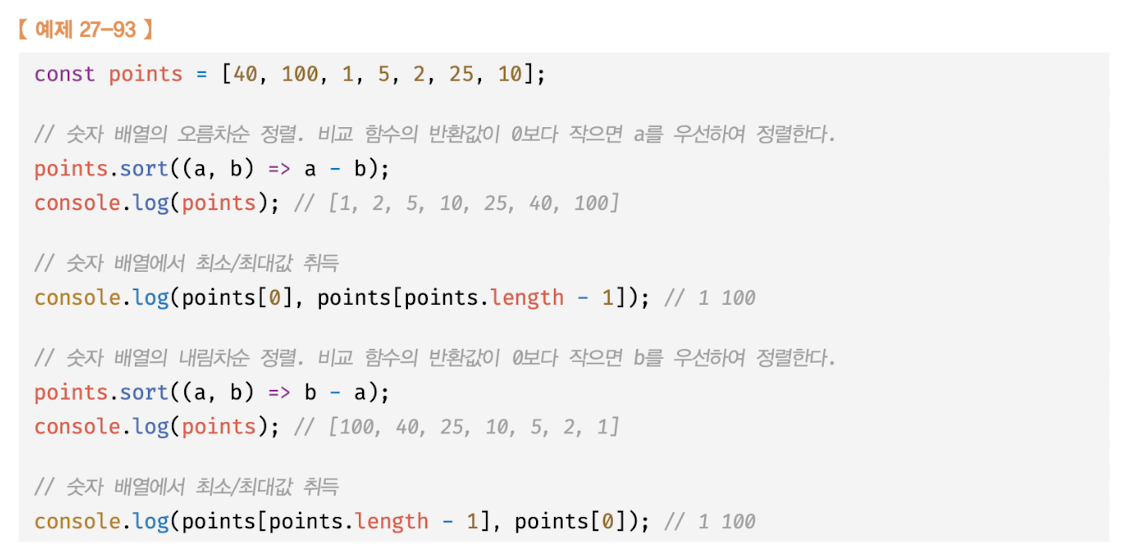 【 예제 27-93 】
const points = [40, 100, 1, 5, 2, 25, 10];
// 숫자 배열의 오름차순 정렬. 비교 함수의 반환값이 0보다 작으면 a를 우선하여 정렬한다.
points.sort((a, b) => a - b);
console.log(points); // [1, 2, 5, 10, 25, 40, 100]
// 숫자 배열에서 최소/최대값 취득
console.log(points[0], points[points.length - 1]); // 1 100
// 숫자 배열의 내림차순 정렬. 비교 함수의 반환값이 0보다 작으면 b를 우선하여 정렬한다.
points.sort((a, b) => b - a);
console.log(points); // [100, 40, 25, 10, 5, 2, 1]
// 숫자 배열에서 최소/최대값 취득
console.log(points[points.length - 1], points[0]); // 1 100